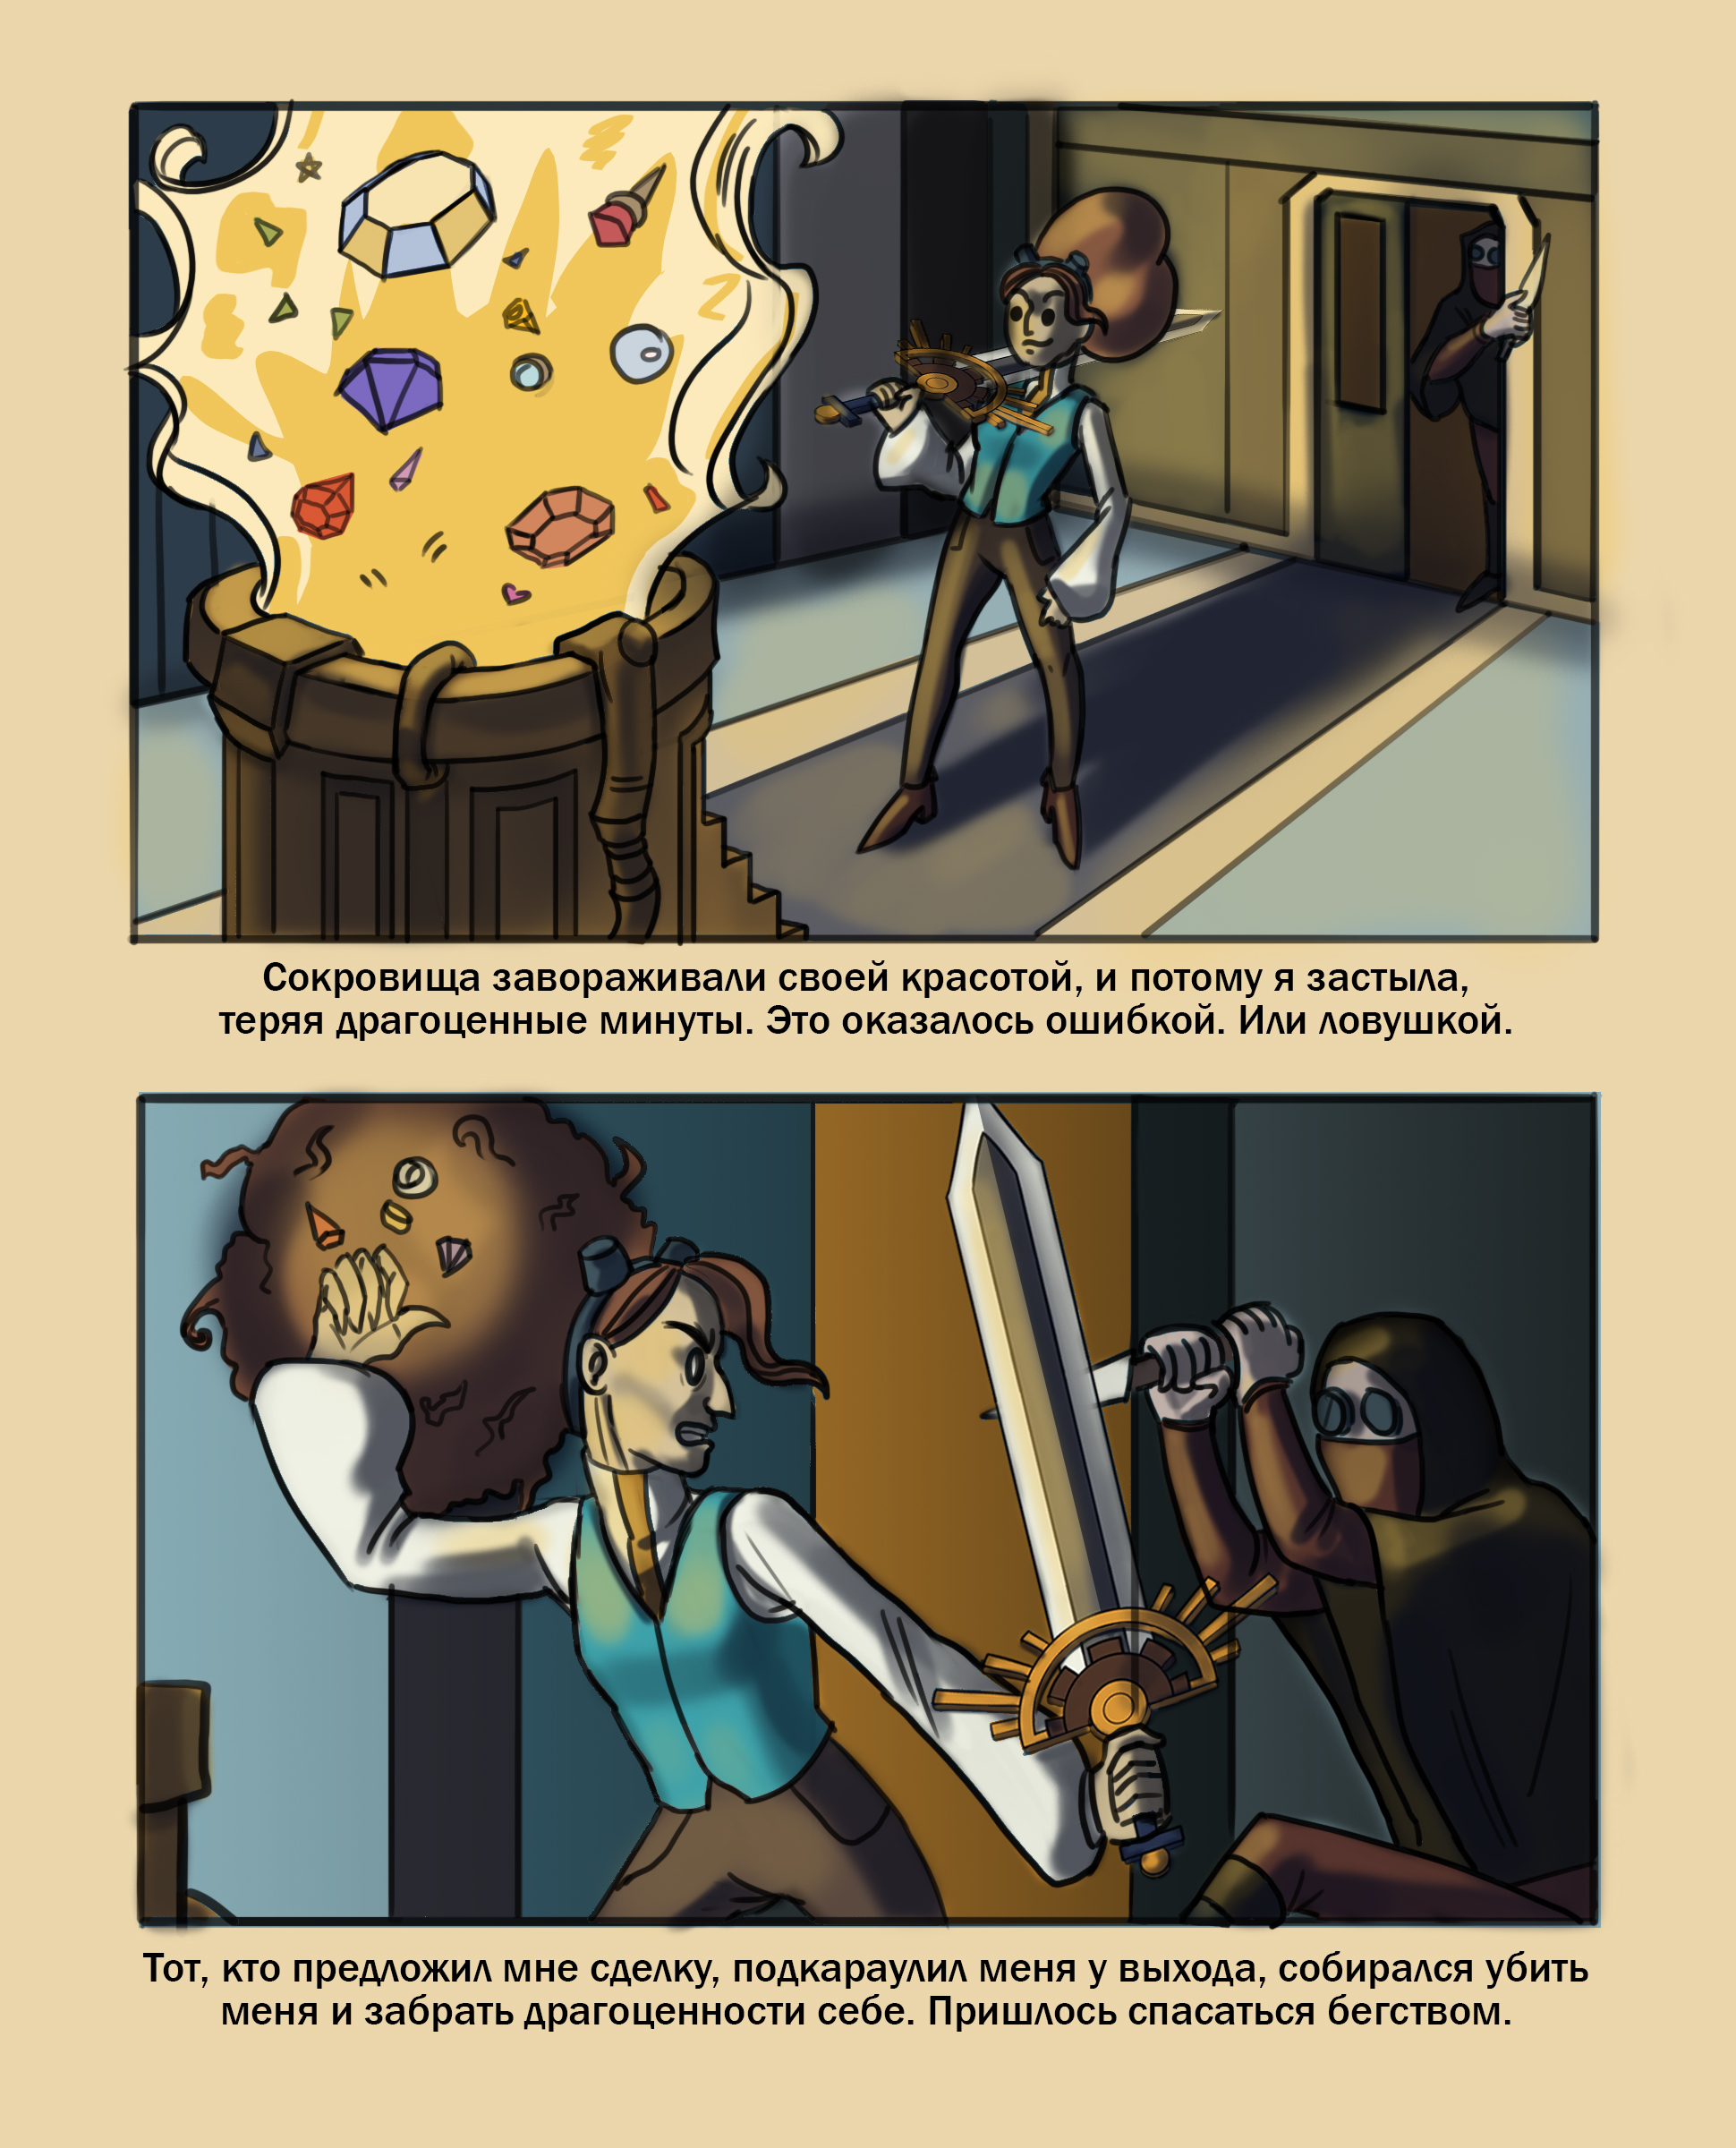 Сокровища завораживали своей красотой, и потому я застыла,
теряя драгоценные минуты. Это оказалось ошибкой. Или ловушкой.
Тот, кто предложил мне сделку, подкараулил меня у выхода, собирался убить
меня и забрать драгоценности себе. Пришлось спасаться бегством.